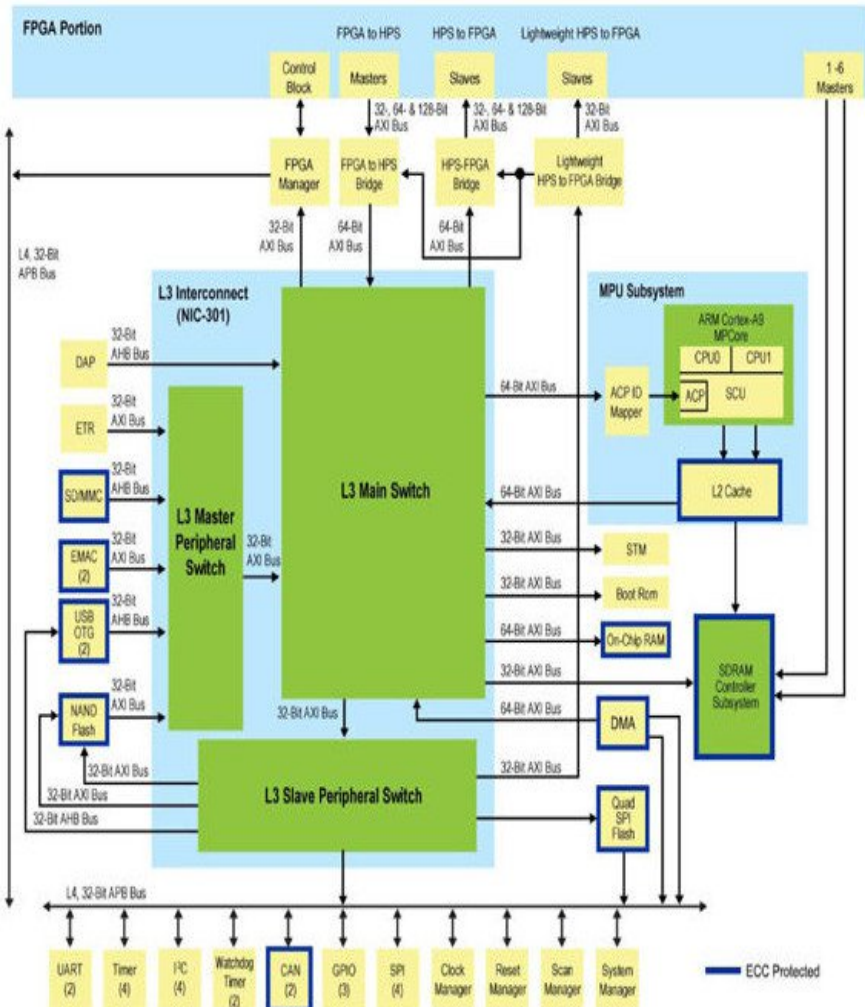 FPGA Portion
FPGA to HPS
HPS to FPGA
Lightweight HPS to FPGA
Control
Block
Masters
Slaves
Slaves
1 -6
Masters
32-, 64- & 128-Bit
AXI Bus
32-, 64- & 128-Bit
AXI Bus
32-Bit
AXI Bus
FPGA
Manager
FPGA to HPS
Bridge
HPS-FPGA
Bridge
Lightweight
HPS to FPGA Bridge
32-Bit
AXI Bus
64-Bit
AXI Bus
64-Bit
AXI Bus
L4, 32-Bit
APB Bus
L3 Interconnect
(NIC-301)
MPU Subsystem
ARM Cortex-A9
MPCore
CPU0
CPU1
ACP
SCU
ACP ID
Mapper
64-Bit AXI Bus
L2 Cache
64-Bit AXI Bus
DAP
32-Bit
AHB Bus
ETR
32-Bit
AXI Bus
SD/MMC
32-Bit
AHB Bus
EMAC
(2)
32-Bit
AXI Bus
USB
OTG
(2)
32-Bit
AHB Bus
NAND
Flash
32-Bit
AXI Bus
L3 Master
Peripheral
Switch
32-Bit
AXI Bus
L3 Main Switch
32-Bit AXI Bus
STM
32-Bit AXI Bus
Boot Rom
64-Bit AXI Bus
On-Chip RAM
32-Bit AXI Bus
SDRAM
Controller
Subsystem
64-Bit AXI Bus
DMA
32-Bit AXI Bus
32-Bit AXI Bus
32-Bit AXI Bus
32-Bit AXI Bus
32-Bit AHB Bus
L3 Slave Peripheral Switch
Quad
SPI
Flash
L4, 32-Bit APB Bus
UART
(2)
Timer
(4)
I²C
(4)
Watchdog
Timer
(2)
CAN
(2)
GPIO
(3)
SPI
(4)
Clock
Manager
Reset
Manager
Scan
Manager
System
Manager
ECC Protected